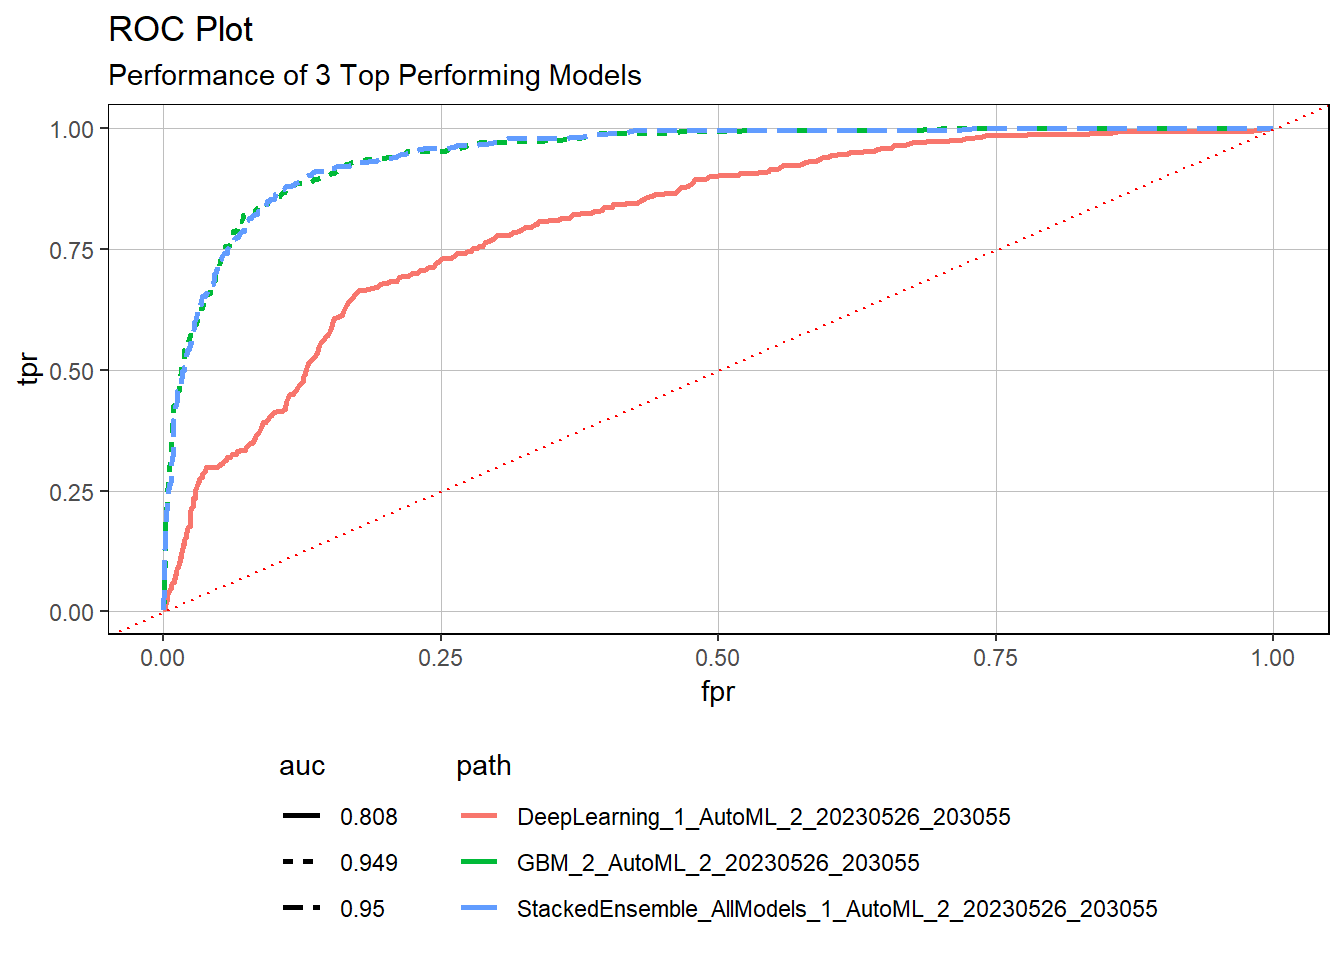 ROC Plot
Performance of 3 Top Performing Models
1.00
0.75
0.50
0.25
0.00
tpr
0.00 0.25 0.50 0.75 1.00
fpr
auc path
0.808 DeepLearning_1_AutoML_2_20230526_203055
0.949 GBM_2_AutoML_2_20230526_203055
0.95 StackedEnsemble_AllModels_1_AutoML_2_20230526_203055